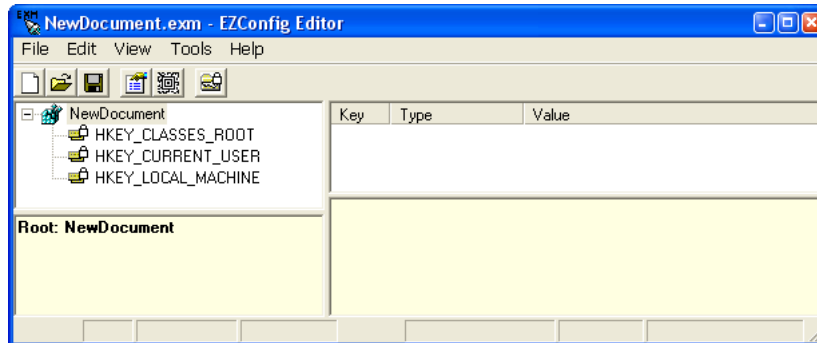 NewDocument.exm - EZConfig Editor
File Edit View Tools Help
NewDocument
HKEY_CLASSES_ROOT
HKEY_CURRENT_USER
HKEY_LOCAL_MACHINE
Key Type Value
Root: NewDocument